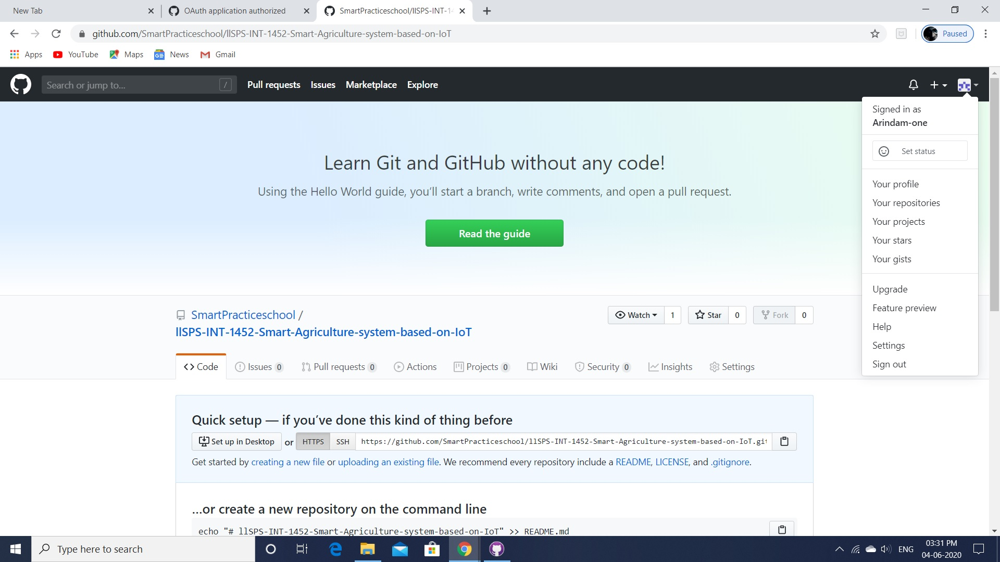 New Tab
OAuth application authorized
SmartPracticeschool/llSPS-INT-14
github.com/SmartPracticeschool/llSPS-INT-1452-Smart-Agriculture-system-based-on-IoT
Paused
Apps
YouTube
Maps
News
Gmail
Search or jump to...
/
Pull requests
Issues
Marketplace
Explore
Signed in as
Arindam-one
Set status
Your profile
Your repositories
Your projects
Your stars
Your gists
Upgrade
Feature preview
Help
Settings
Sign out
Learn Git and GitHub without any code!
Using the Hello World guide, you’ll start a branch, write comments, and open a pull request.
Read the guide
SmartPracticeschool /
llSPS-INT-1452-Smart-Agriculture-system-based-on-IoT
Watch 1
Star 0
Fork 0
Code
Issues 0
Pull requests 0
Actions
Projects 0
Wiki
Security 0
Insights
Settings
Quick setup — if you’ve done this kind of thing before
Set up in Desktop or HTTPS SSH https://github.com/SmartPracticeschool/llSPS-INT-1452-Smart-Agriculture-system-based-on-IoT.git
Get started by creating a new file or uploading an existing file. We recommend every repository include a README, LICENSE, and .gitignore.
…or create a new repository on the command line
echo "# llSPS-INT-1452-Smart-Agriculture-system-based-on-IoT" >> README.md
Type here to search
ENG
03:31 PM
04-06-2020